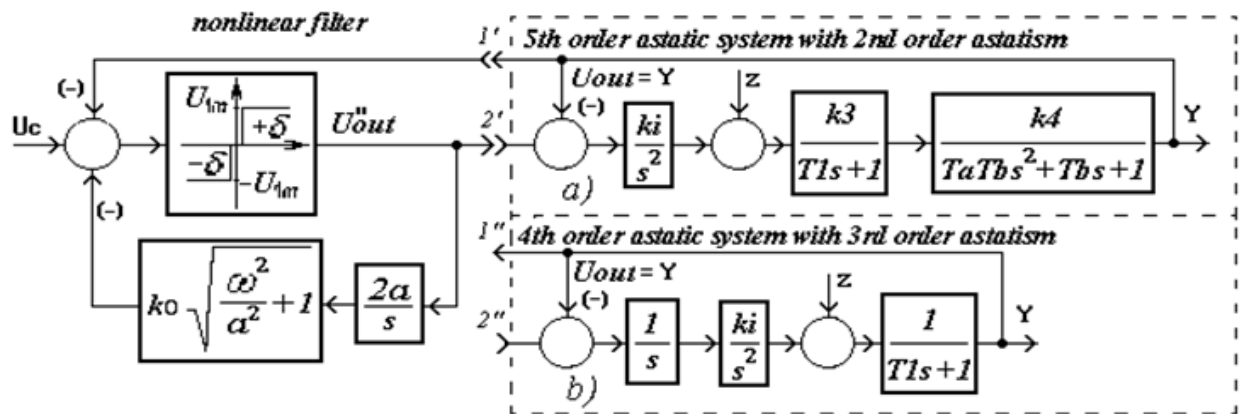 nonlinear filter
1'
5th order astatic system with 2nd order astatism
(-)
Uout = Y
z
Uc
U1m
+δ
-δ
-U1m
U"out
2'
(-)
ki
s²
k3
T1s+1
k4
TaTbs²+Tbs+1
Y
a)
(-)
1"
4th order astatic system with 3rd order astatism
Uout = Y
z
k0 √ω²/a² +1
2a
s
2"
(-)
1
s
ki
s²
1
T1s+1
Y
b)